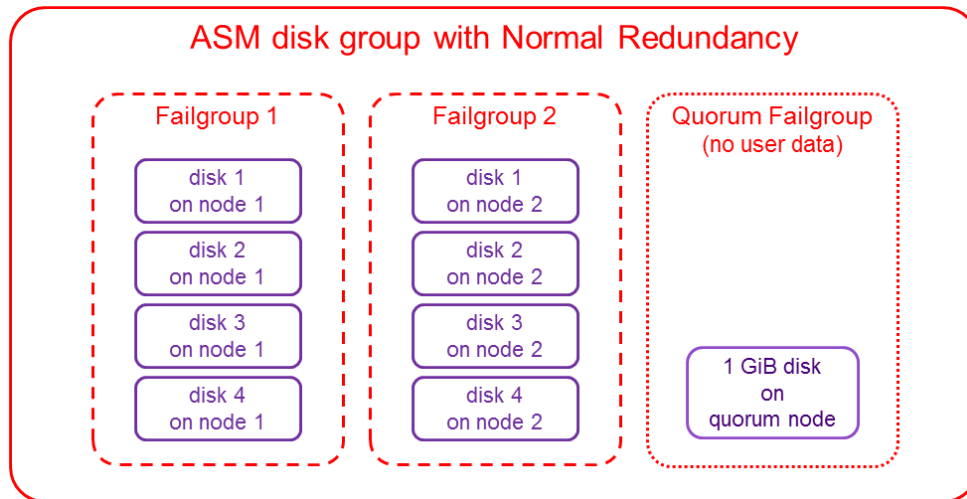 ASM disk group with Normal Redundancy
Failgroup 1
disk 1
on node 1
disk 2
on node 1
disk 3
on node 1
disk 4
on node 1
Failgroup 2
disk 1
on node 2
disk 2
on node 2
disk 3
on node 2
disk 4
on node 2
Quorum Failgroup
(no user data)
1 GiB disk
on
quorum node